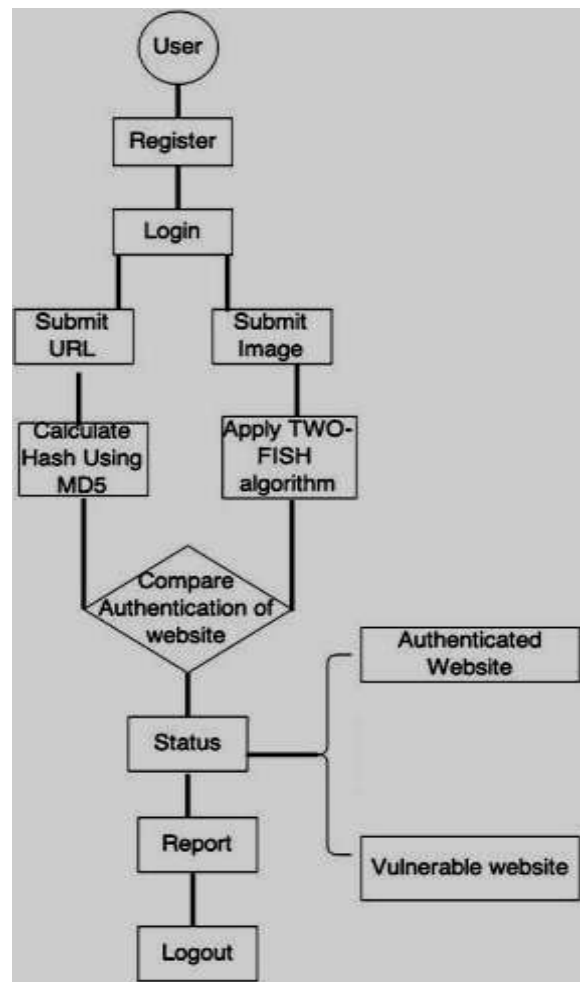 User
Register
Login
Submit
URL
Submit
Image
Calculate
Hash Using
MD5
Apply TWO-
FISH
algorithm
Compare
Authentication of
website
Authenticated
Website
Status
Report
Vulnerable website
Logout